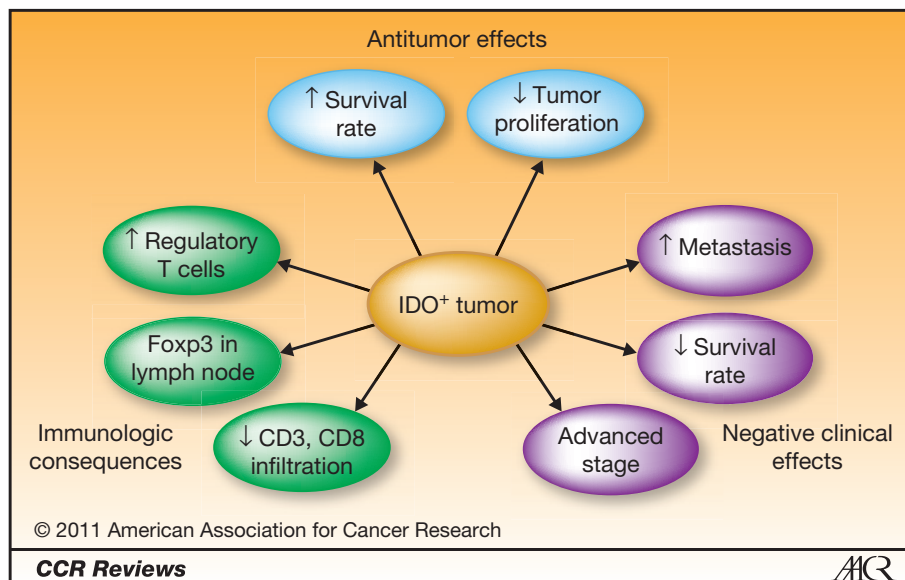 Antitumor effects
↑ Survival
rate
↓ Tumor
proliferation
↑ Regulatory
T cells
↑ Metastasis
IDO⁺ tumor
Foxp3 in
lymph node
↓ Survival
rate
↓ CD3, CD8
infiltration
Advanced
stage
Immunologic
consequences
Negative clinical
effects
© 2011 American Association for Cancer Research
CCR Reviews
AACR